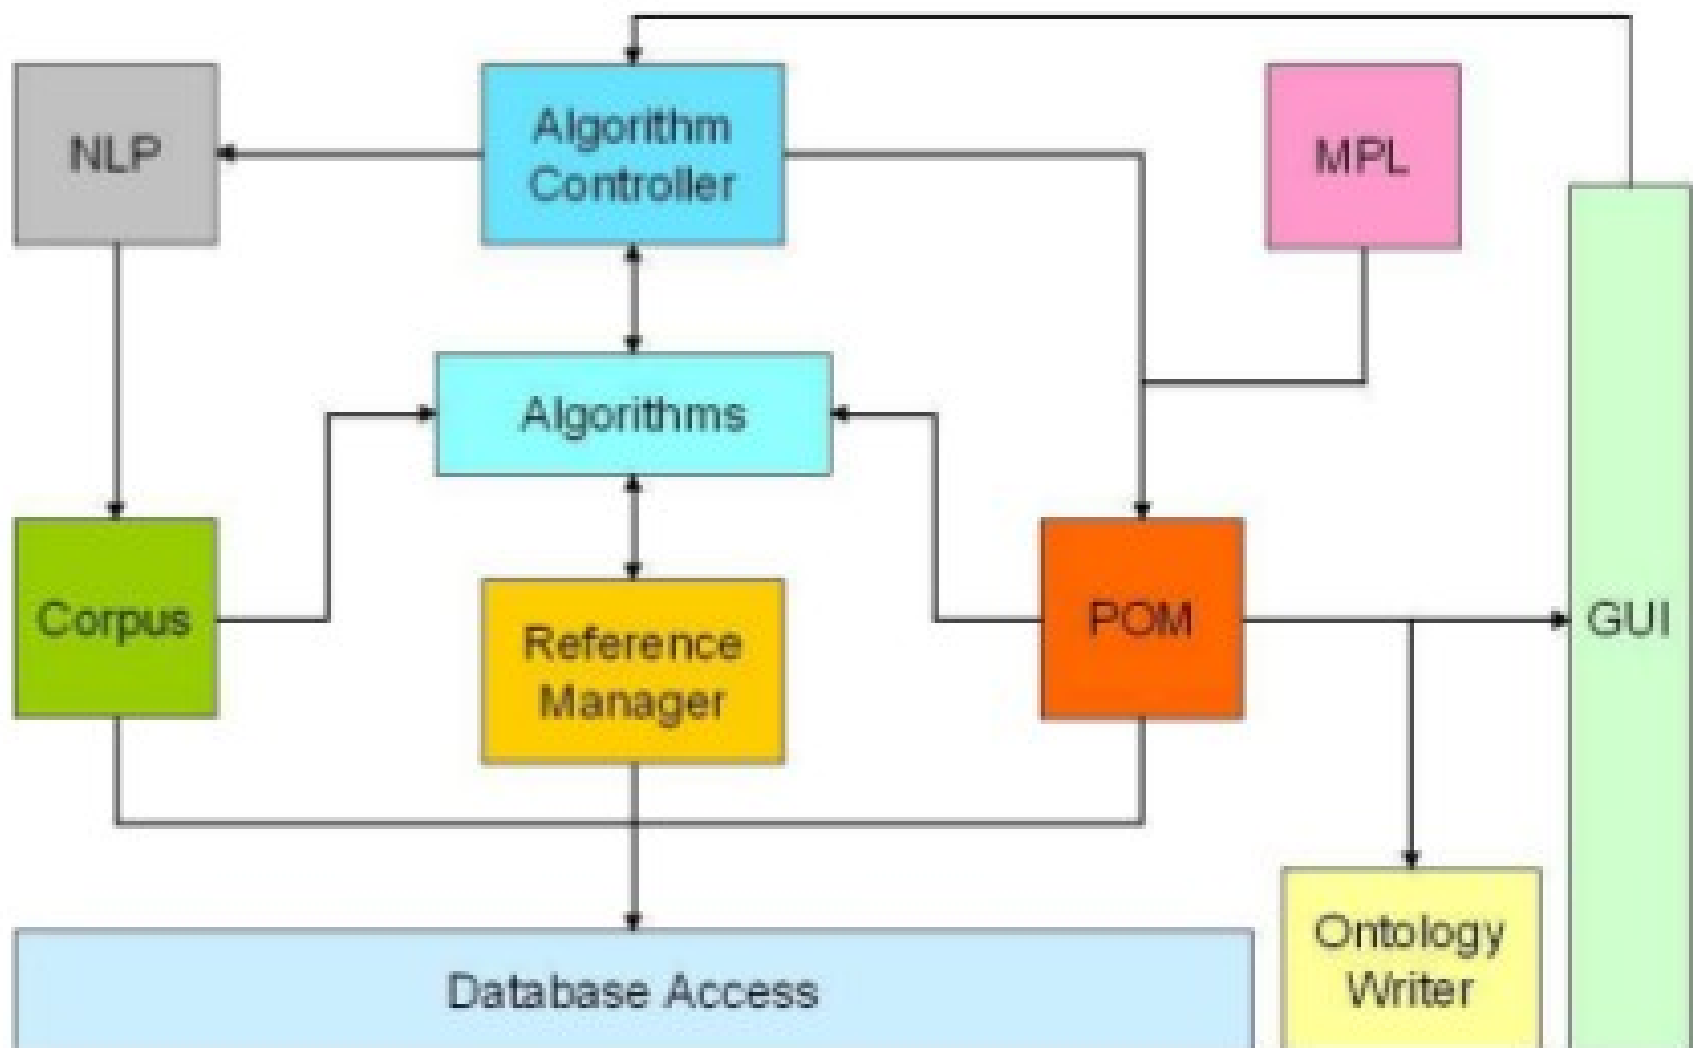 NLP
Algorithm
Controller
MPL
Algorithms
Corpus
Reference
Manager
POM
GUI
Ontology
Writer
Database Access